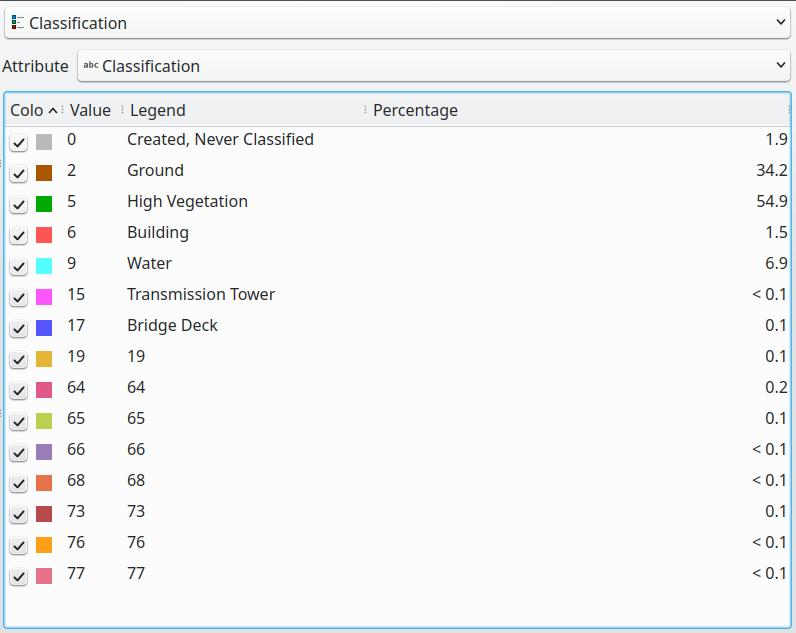 Classification
Attribute abc Classification
Colo Value Legend Percentage
0 Created, Never Classified 1.9
2 Ground 34.2
5 High Vegetation 54.9
6 Building 1.5
9 Water 6.9
15 Transmission Tower < 0.1
17 Bridge Deck 0.1
19 19 0.1
64 64 0.2
65 65 0.1
66 66 < 0.1
68 68 < 0.1
73 73 0.1
76 76 < 0.1
77 77 < 0.1